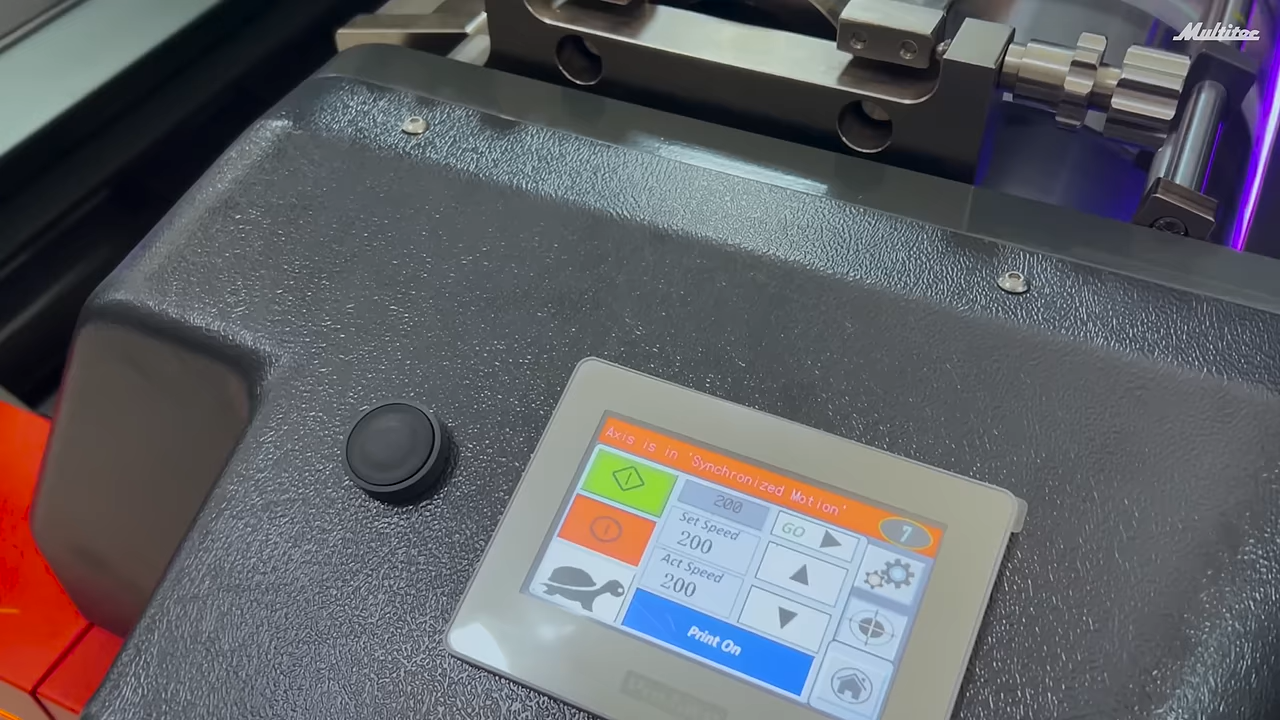 Multitec
Axis is in 'Synchronized Motion'
7
200
GO
Set Speed
200
Act Speed
200
Print On